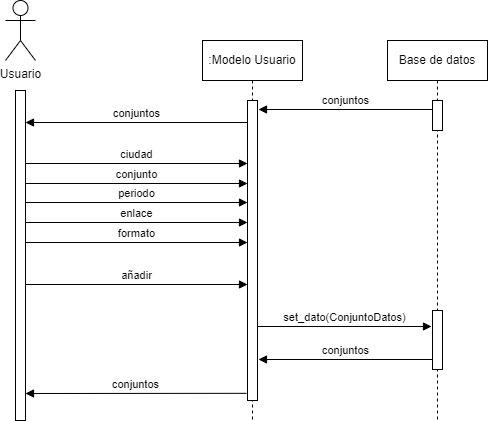 Usuario
:Modelo Usuario
Base de datos
conjuntos
conjuntos
ciudad
conjunto
periodo
enlace
formato
añadir
set_dato(ConjuntoDatos)
conjuntos
conjuntos